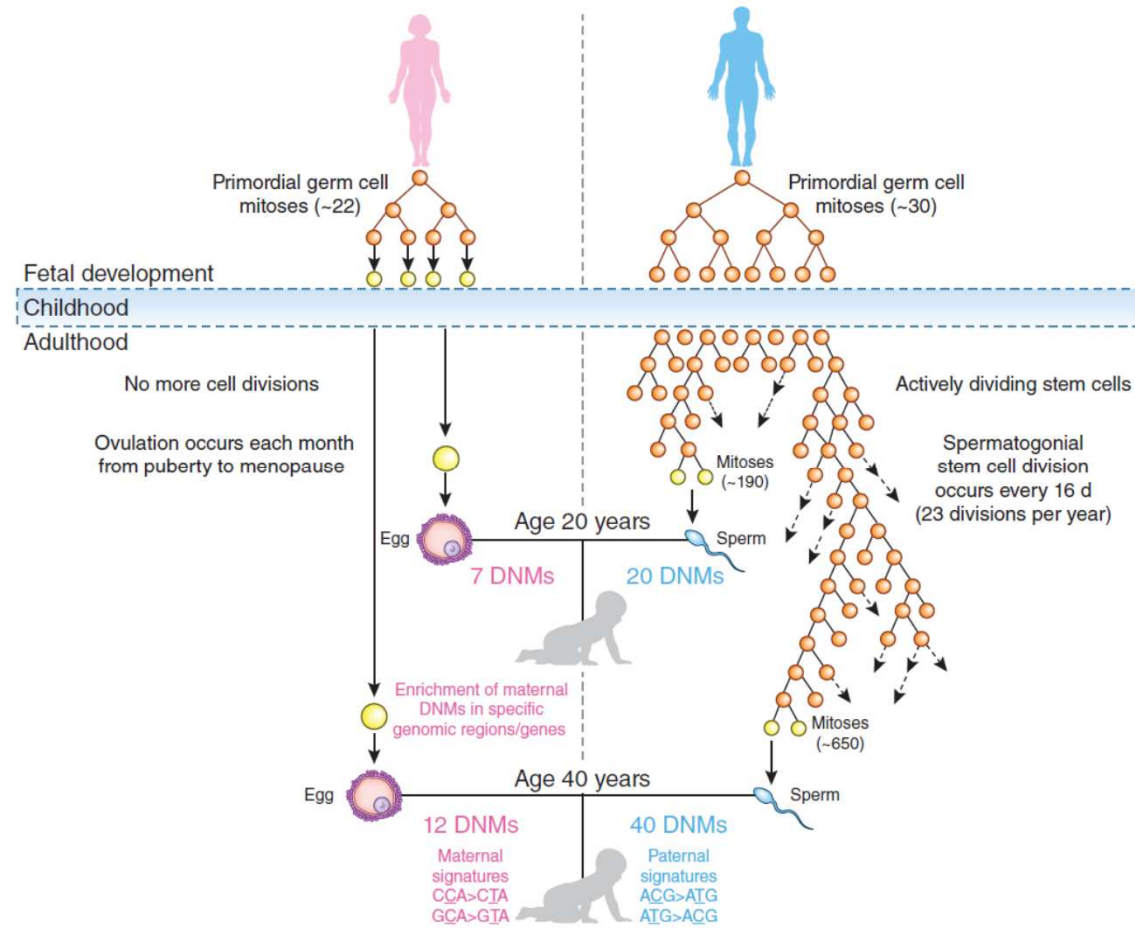 Primordial germ cell
mitoses (~22)
Primordial germ cell
mitoses (~30)
Fetal development
Childhood
Adulthood
No more cell divisions
Ovulation occurs each month
from puberty to menopause
Actively dividing stem cells
Spermatogonial
stem cell division
occurs every 16 d
(23 divisions per year)
Mitoses
(~190)
Egg
Age 20 years
Sperm
7 DNMs
20 DNMs
Enrichment of maternal
DNMs in specific
genomic regions/genes
Mitoses
(~650)
Egg
Age 40 years
Sperm
12 DNMs
40 DNMs
Maternal
signatures
CCA>CTA
GCA>GTA
Paternal
signatures
ACG>ATG
ATG>ACG